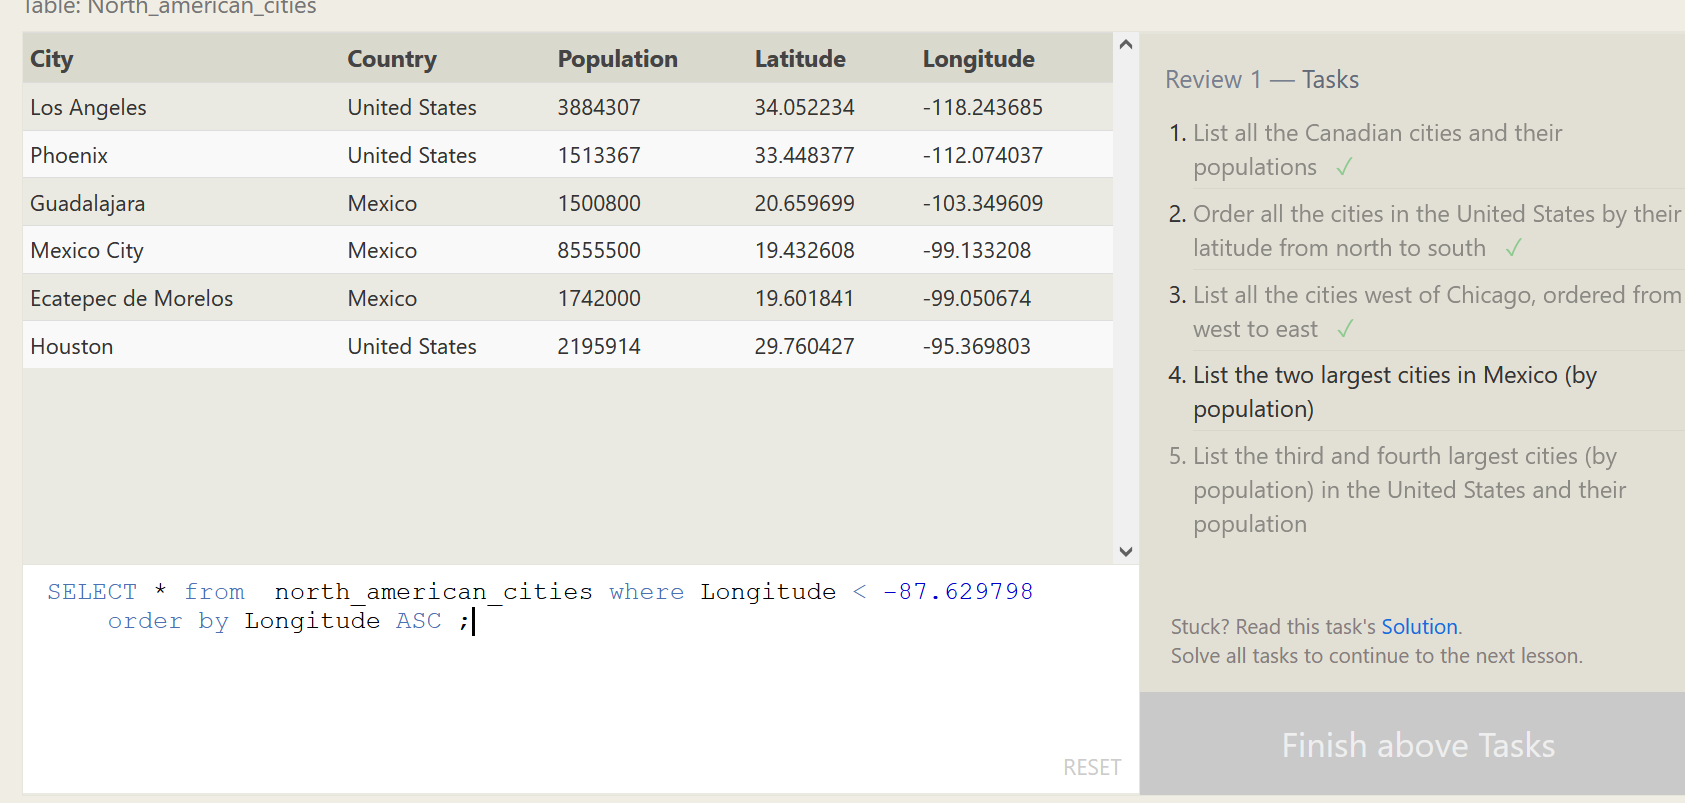 Table: North_american_cities
City Country Population Latitude Longitude
Los Angeles United States 3884307 34.052234 -118.243685
Phoenix United States 1513367 33.448377 -112.074037
Guadalajara Mexico 1500800 20.659699 -103.349609
Mexico City Mexico 8555500 19.432608 -99.133208
Ecatepec de Morelos Mexico 1742000 19.601841 -99.050674
Houston United States 2195914 29.760427 -95.369803
SELECT * from  north_american_cities where Longitude < -87.629798
order by Longitude ASC ;
RESET
Review 1 — Tasks
1. List all the Canadian cities and their
populations ✓
2. Order all the cities in the United States by their
latitude from north to south ✓
3. List all the cities west of Chicago, ordered from
west to east ✓
4. List the two largest cities in Mexico (by
population)
5. List the third and fourth largest cities (by
population) in the United States and their
population
Stuck? Read this task's Solution.
Solve all tasks to continue to the next lesson.
Finish above Tasks